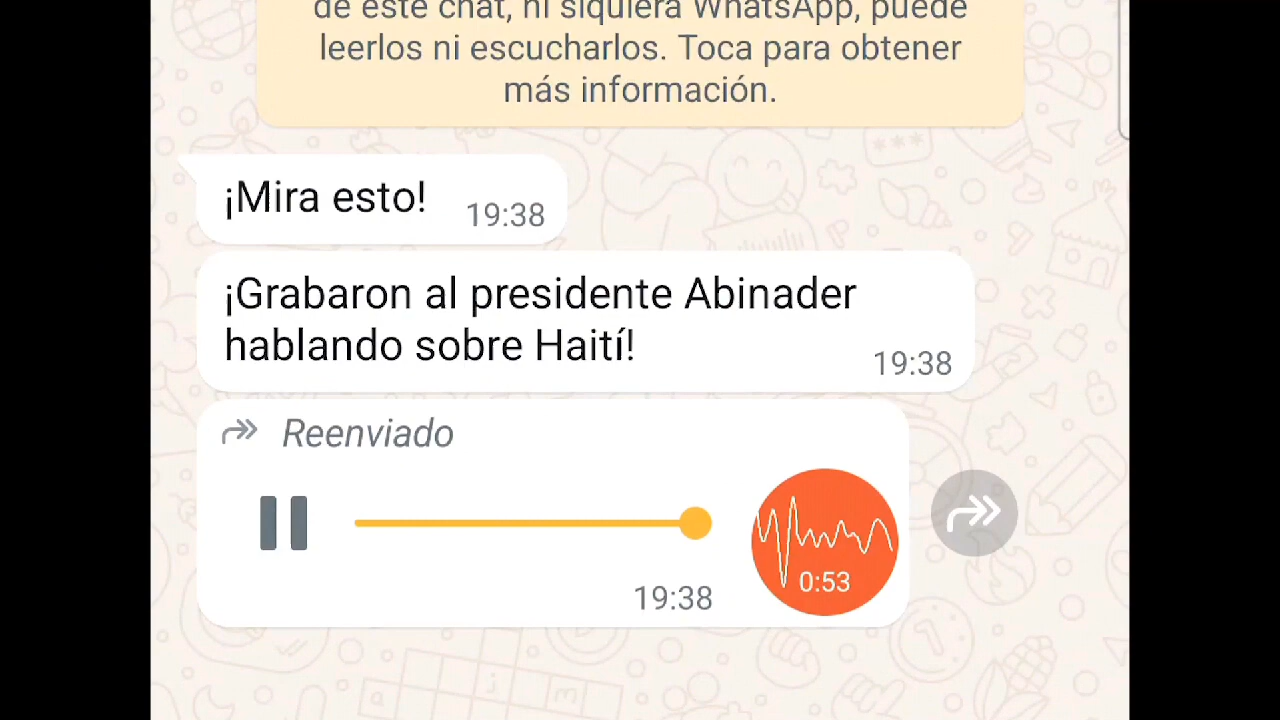 de este chat, ni siquiera WhatsApp, puede
leerlos ni escucharlos. Toca para obtener
más información.
¡Mira esto!
19:38
¡Grabaron al presidente Abinader
hablando sobre Haití!
19:38
Reenviado
0:53
19:38